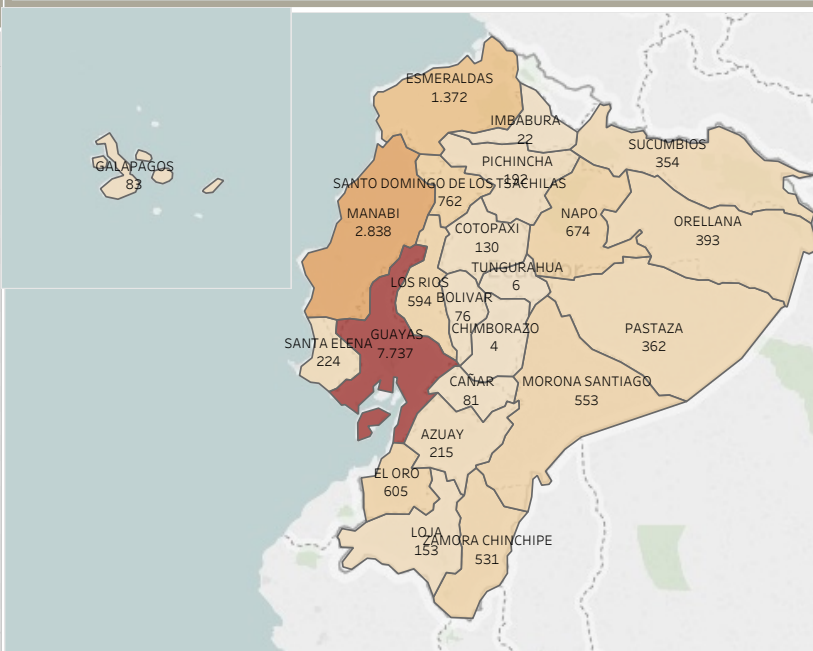 ESMERALDAS
1.372
IMBABURA
22
SUCUMBIOS
354
PICHINCHA
192
GALAPAGOS
83
SANTO DOMINGO DE LOS TSACHILAS
762
MANABI
2.838
NAPO
674
ORELLANA
393
COTOPAXI
130
TUNGURAHUA
6
LOS RIOS
594
BOLIVAR
76
CHIMBORAZO
4
PASTAZA
362
SANTA ELENA
224
GUAYAS
7.737
CAÑAR
81
MORONA SANTIAGO
553
AZUAY
215
EL ORO
605
LOJA
153
ZAMORA CHINCHIPE
531
Ecuador